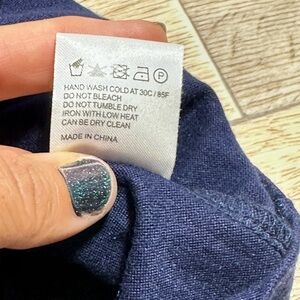 P
HAND WASH COLD AT 30C / 85F
DO NOT BLEACH
DO NOT TUMBLE DRY
IRON WITH LOW HEAT
CAN BE DRY CLEAN
MADE IN CHINA